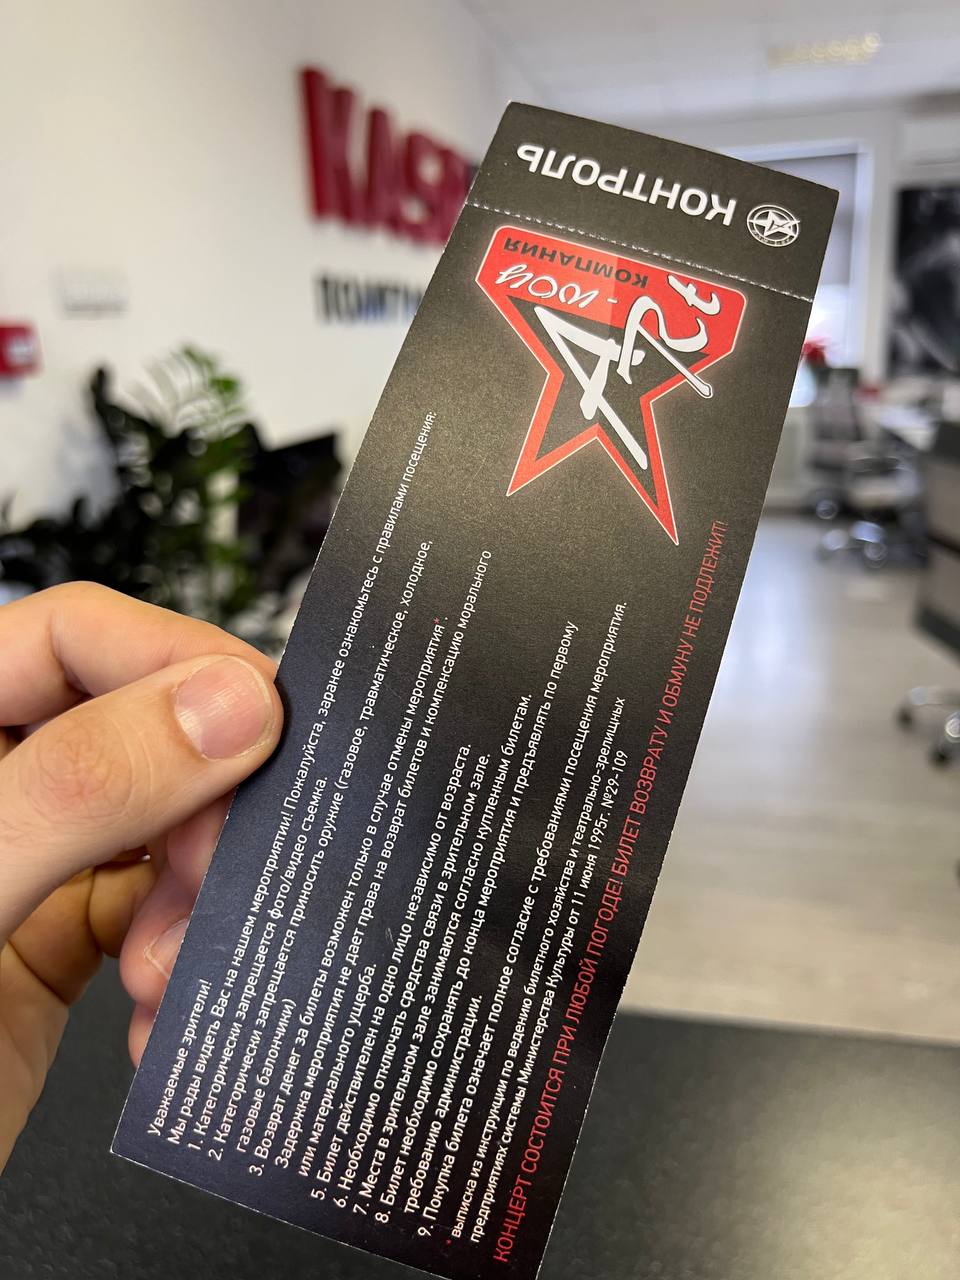 КОНТРОЛЬ
ARt - way
КОМПАНИЯ
Уважаемые зрители!
Мы рады видеть Вас на нашем мероприятии! Пожалуйста, заранее ознакомьтесь с правилами посещения:
1. Категорически запрещается фото/видео съемка.
2. Категорически запрещается приносить оружие (газовое, травматическое, холодное,
газовые балончики)
3. Возврат денег за билеты возможен только в случае отмены мероприятия*
Задержка мероприятия не дает права на возврат билетов и компенсацию морального
или материального ущерба.
5. Билет действителен на одно лицо независимо от возраста.
6. Необходимо отключать средства связи в зрительном зале.
7. Места в зрительном зале занимаются согласно купленным билетам.
8. Билет необходимо сохранять до конца мероприятия и предъявлять по первому
требованию администрации.
9. Покупка билета означает полное согласие с требованиями посещения мероприятия.
* выписка из инструкции по ведению билетного хозяйства и театрально-зрелищных
предприятиях системы Министерства Культуры от 11 июня 1995г. №29-109
КОНЦЕРТ СОСТОИТСЯ ПРИ ЛЮБОЙ ПОГОДЕ! БИЛЕТ ВОЗВРАТУ И ОБМУНУ НЕ ПОДЛЕЖИТ!